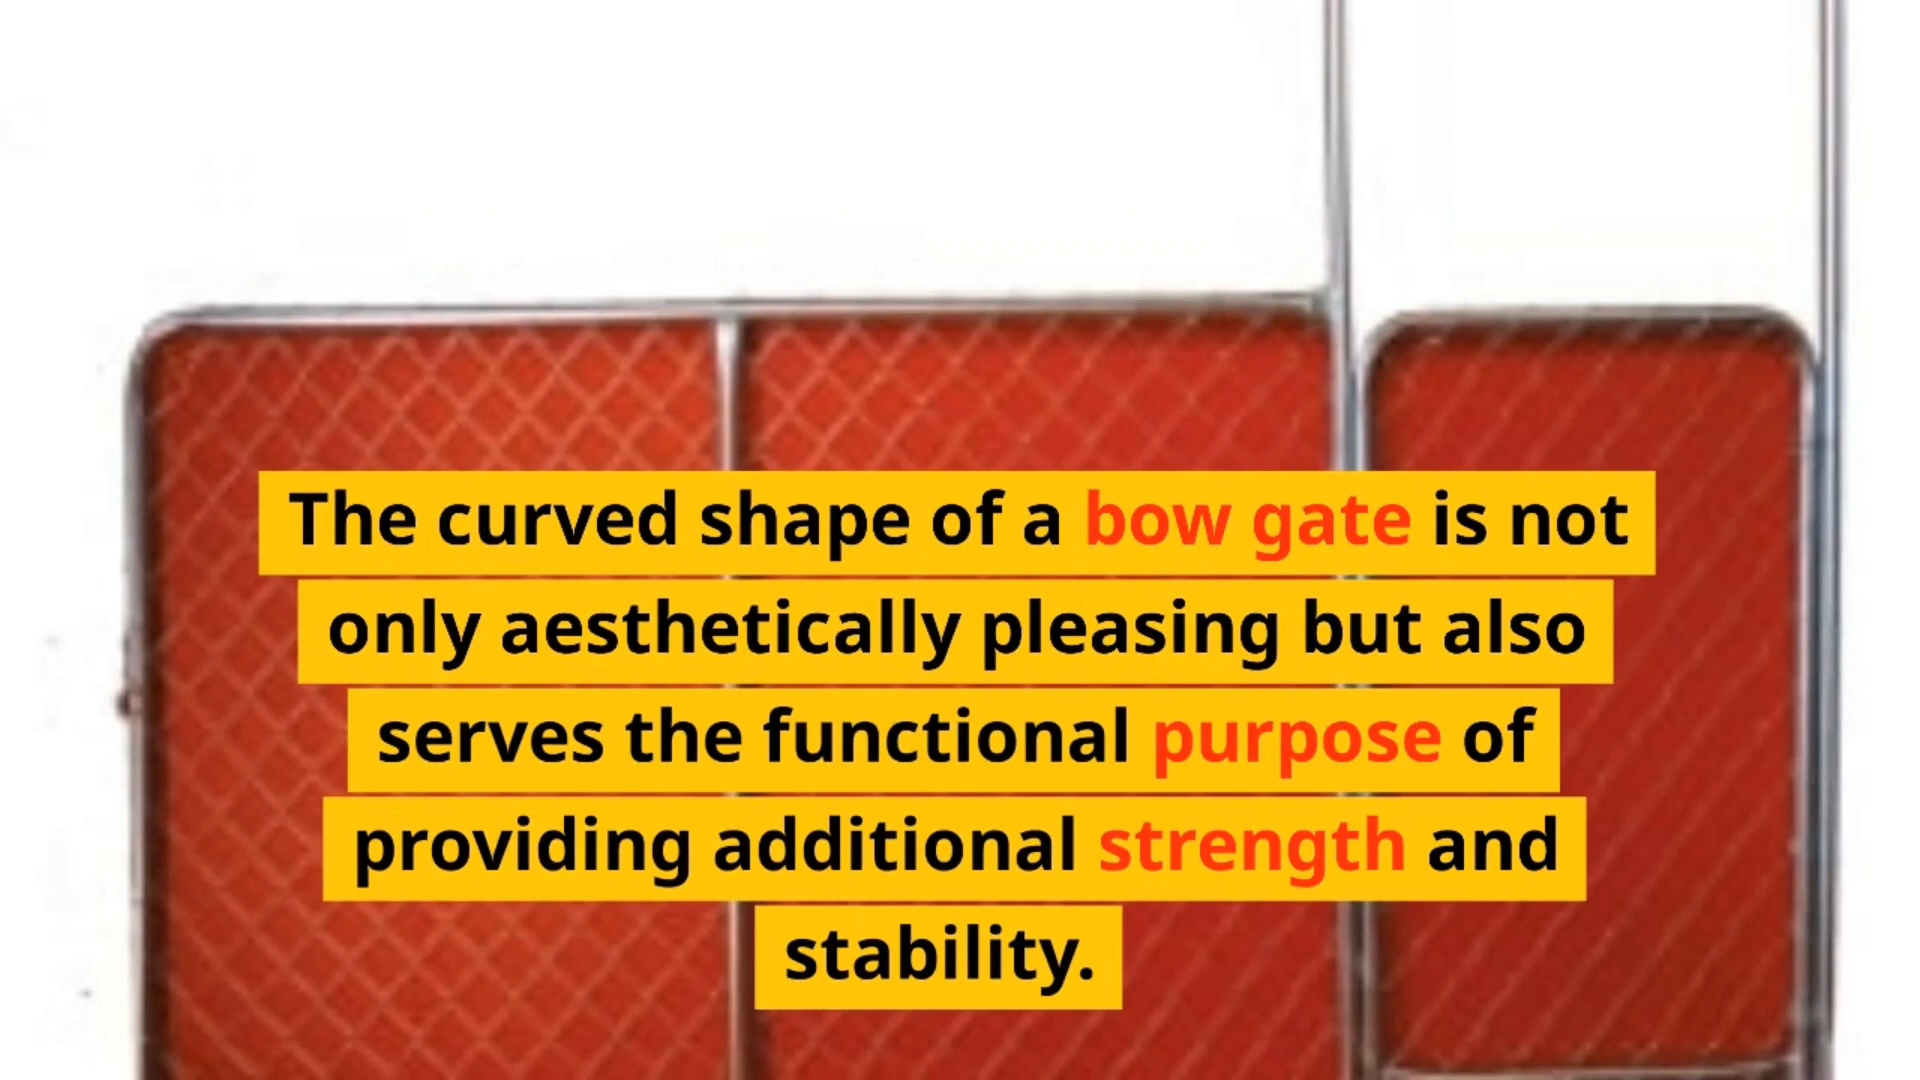 The curved shape of a bow gate is not
only aesthetically pleasing but also
serves the functional purpose of
providing additional strength and
stability.